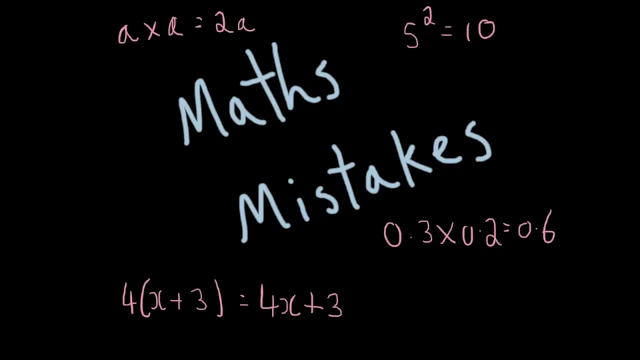 a × a = 2a
5² = 10
Maths
Mistakes
0.3 × 0.2 = 0.6
4(x + 3) = 4x + 3